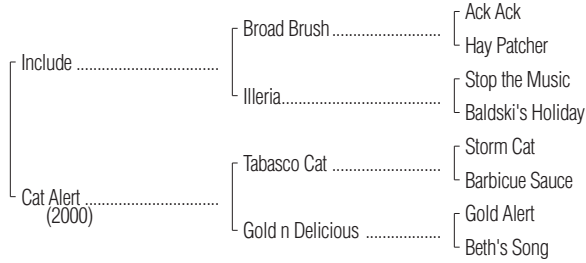 Ack Ack
Broad Brush ...........................
Hay Patcher
Include ...................................
Stop the Music
Illeria.......................................
Baldski's Holiday
Storm Cat
Tabasco Cat ...........................
Barbicue Sauce
Cat Alert .................................
(2000)
Gold Alert
Gold n Delicious ...................
Beth's Song